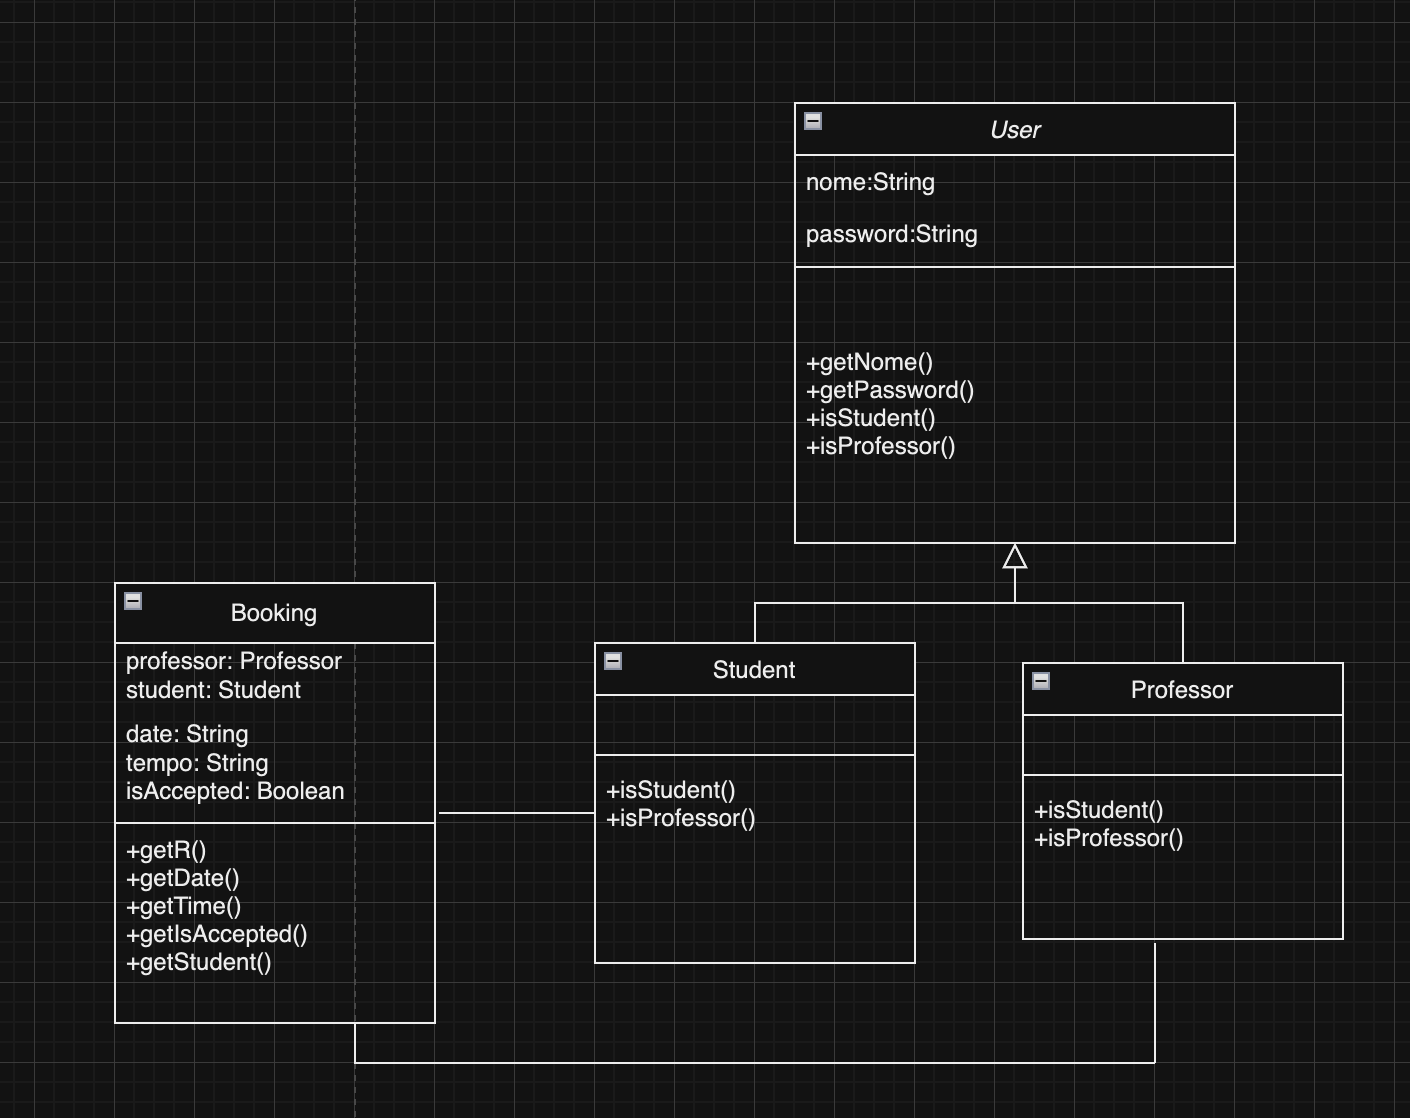 User
nome:String
password:String
+getNome()
+getPassword()
+isStudent()
+isProfessor()
Booking
professor: Professor
student: Student
date: String
tempo: String
isAccepted: Boolean
+getR()
+getDate()
+getTime()
+getIsAccepted()
+getStudent()
Student
+isStudent()
+isProfessor()
Professor
+isStudent()
+isProfessor()